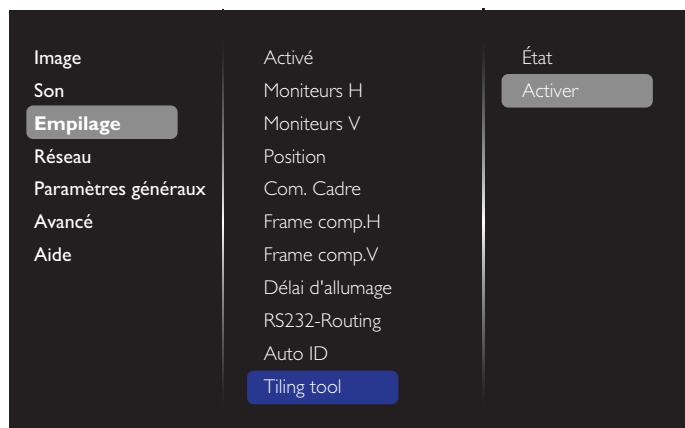 Image
Son
Empilage
Réseau
Paramètres généraux
Avancé
Aide
Activé
Moniteurs H
Moniteurs V
Position
Com. Cadre
Frame comp.H
Frame comp.V
Délai d'allumage
RS232-Routing
Auto ID
Tiling tool
État
Activer